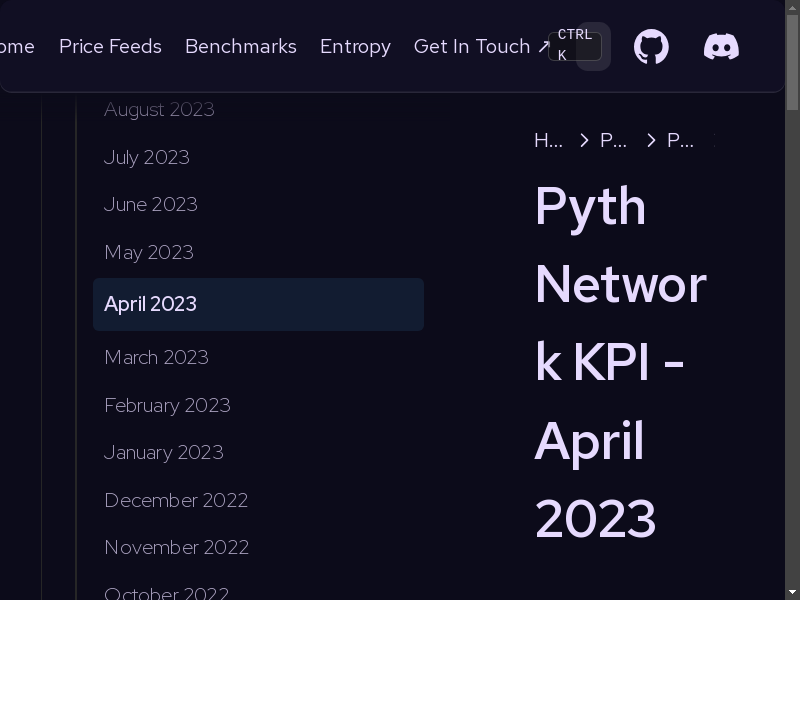 ome Price Feeds Benchmarks Entropy Get In Touch ↗ CTRL K
August 2023
July 2023
June 2023
May 2023
April 2023
March 2023
February 2023
January 2023
December 2022
November 2022
October 2022
H… > P… > P…
Pyth
Networ
k KPI -
April
2023